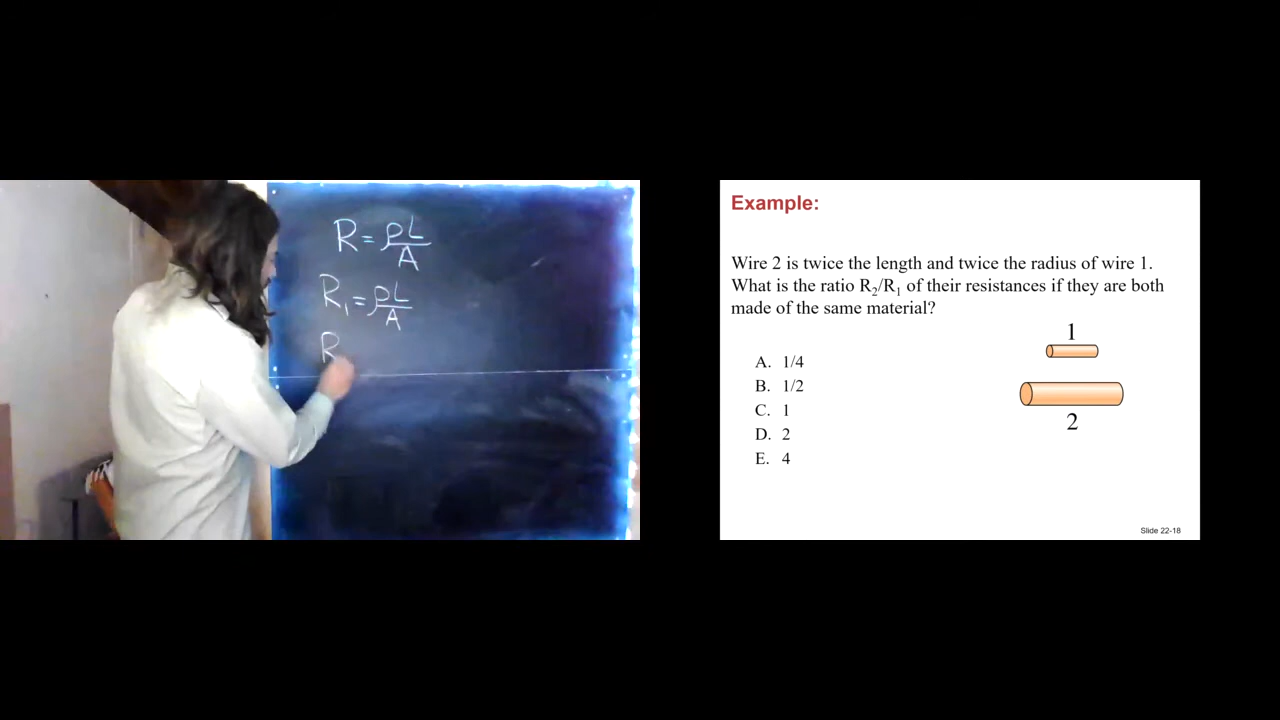 R = ρL/A
R₁ = ρL/A
R
Example:
Wire 2 is twice the length and twice the radius of wire 1.
What is the ratio R₂/R₁ of their resistances if they are both
made of the same material?
1
A. 1/4
B. 1/2
C. 1
D. 2
E. 4
2
Slide 22-18